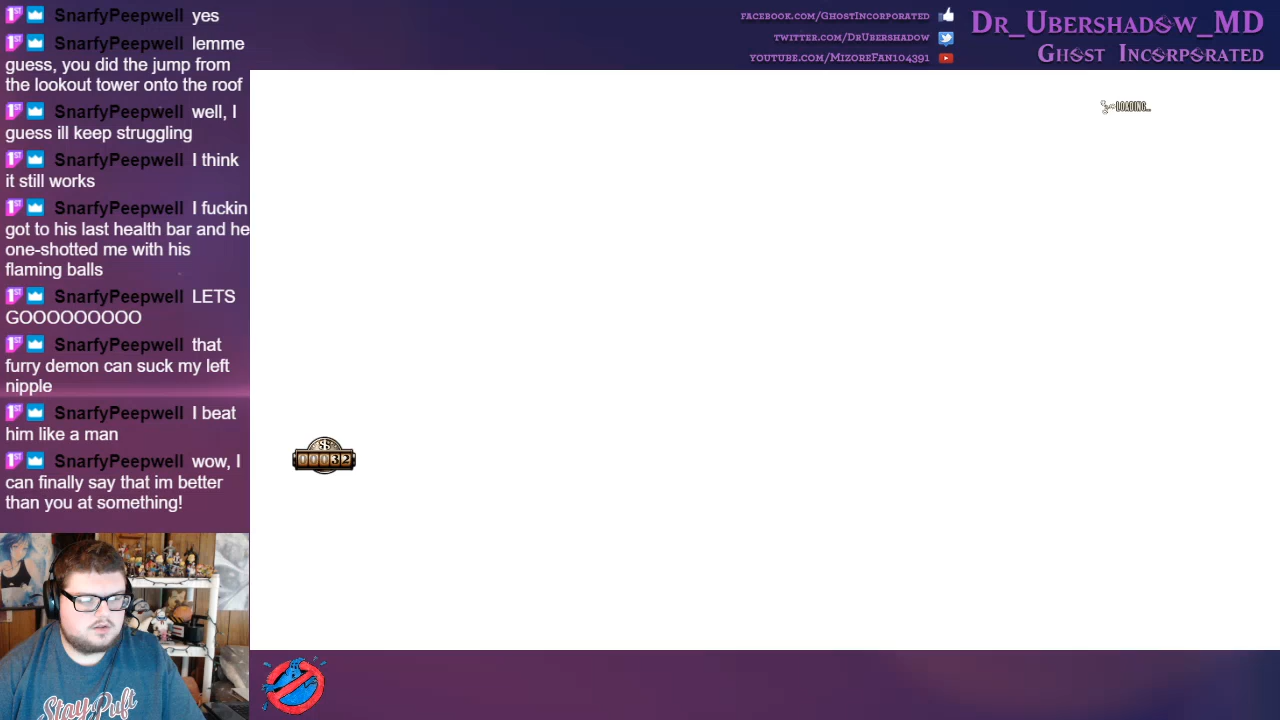 SnarfyPeepwell yes
SnarfyPeepwell lemme
guess, you did the jump from
the lookout tower onto the roof
SnarfyPeepwell well, I
guess ill keep struggling
SnarfyPeepwell I think
it still works
SnarfyPeepwell I fuckin
got to his last health bar and he
one-shotted me with his
flaming balls
SnarfyPeepwell LETS
GOOOOOOOOO
SnarfyPeepwell that
furry demon can suck my left
nipple
SnarfyPeepwell I beat
him like a man
SnarfyPeepwell wow, I
can finally say that im better
than you at something!
facebook.com/GhostIncorporated
twitter.com/DrUbershadow
youtube.com/MizoreFan104391
Dr_Ubershadow_MD
Ghost Incorporated
LOADING...
$$
00032
Stay Puft